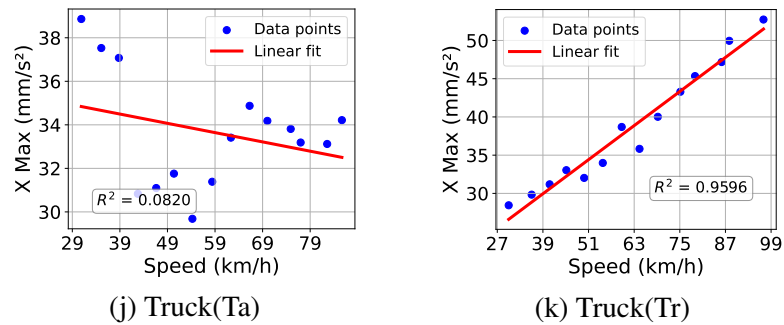 38
36
34
32
30
X Max (mm/s²)
Data points
Linear fit
R² = 0.0820
29 39 49 59 69 79
Speed (km/h)
(j) Truck(Ta)
50
45
40
35
30
X Max (mm/s²)
Data points
Linear fit
R² = 0.9596
27 39 51 63 75 87 99
Speed (km/h)
(k) Truck(Tr)